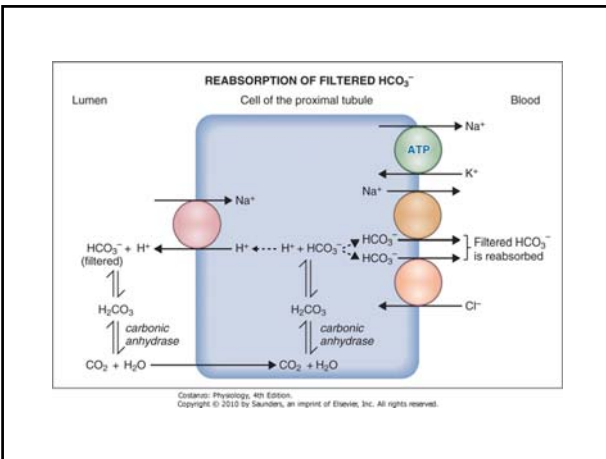 REABSORPTION OF FILTERED HCO₃⁻
Lumen
Cell of the proximal tubule
Blood
Na⁺
ATP
K⁺
Na⁺
Na⁺
HCO₃⁻ + H⁺
(filtered)
H⁺
H⁺ + HCO₃⁻
HCO₃⁻
HCO₃⁻
Filtered HCO₃⁻
is reabsorbed
H₂CO₃
H₂CO₃
Cl⁻
carbonic
anhydrase
carbonic
anhydrase
CO₂ + H₂O
CO₂ + H₂O
Costanzo: Physiology, 4th Edition.
Copyright © 2010 by Saunders, an imprint of Elsevier, Inc. All rights reserved.